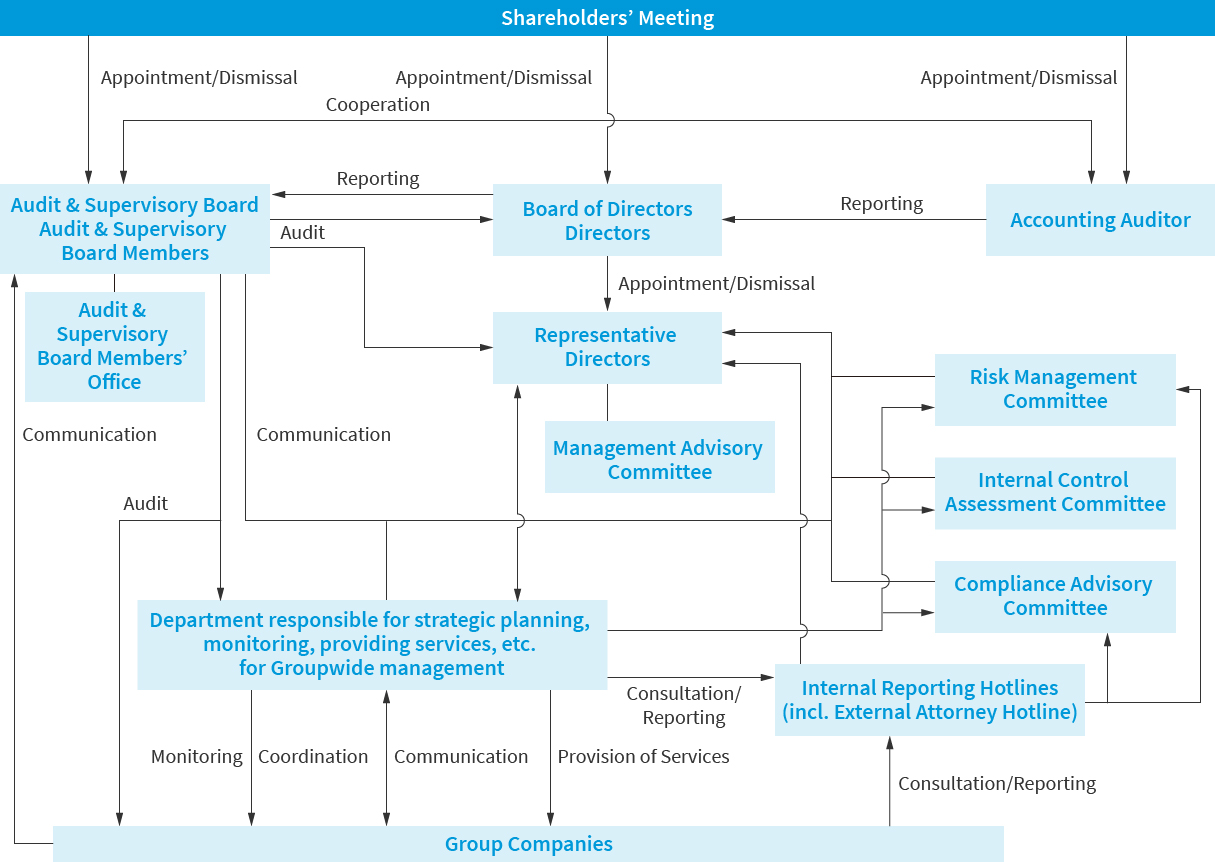 Shareholders’ Meeting
Appointment/Dismissal
Appointment/Dismissal
Appointment/Dismissal
Cooperation
Audit & Supervisory Board
Audit & Supervisory
Board Members
Reporting
Board of Directors
Directors
Reporting
Accounting Auditor
Audit
Appointment/Dismissal
Audit &
Supervisory
Board Members’
Office
Representative
Directors
Risk Management
Committee
Communication
Communication
Management Advisory
Committee
Internal Control
Assessment Committee
Audit
Compliance Advisory
Committee
Department responsible for strategic planning,
monitoring, providing services, etc.
for Groupwide management
Consultation/
Reporting
Internal Reporting Hotlines
(incl. External Attorney Hotline)
Monitoring
Coordination
Communication
Provision of Services
Consultation/Reporting
Group Companies